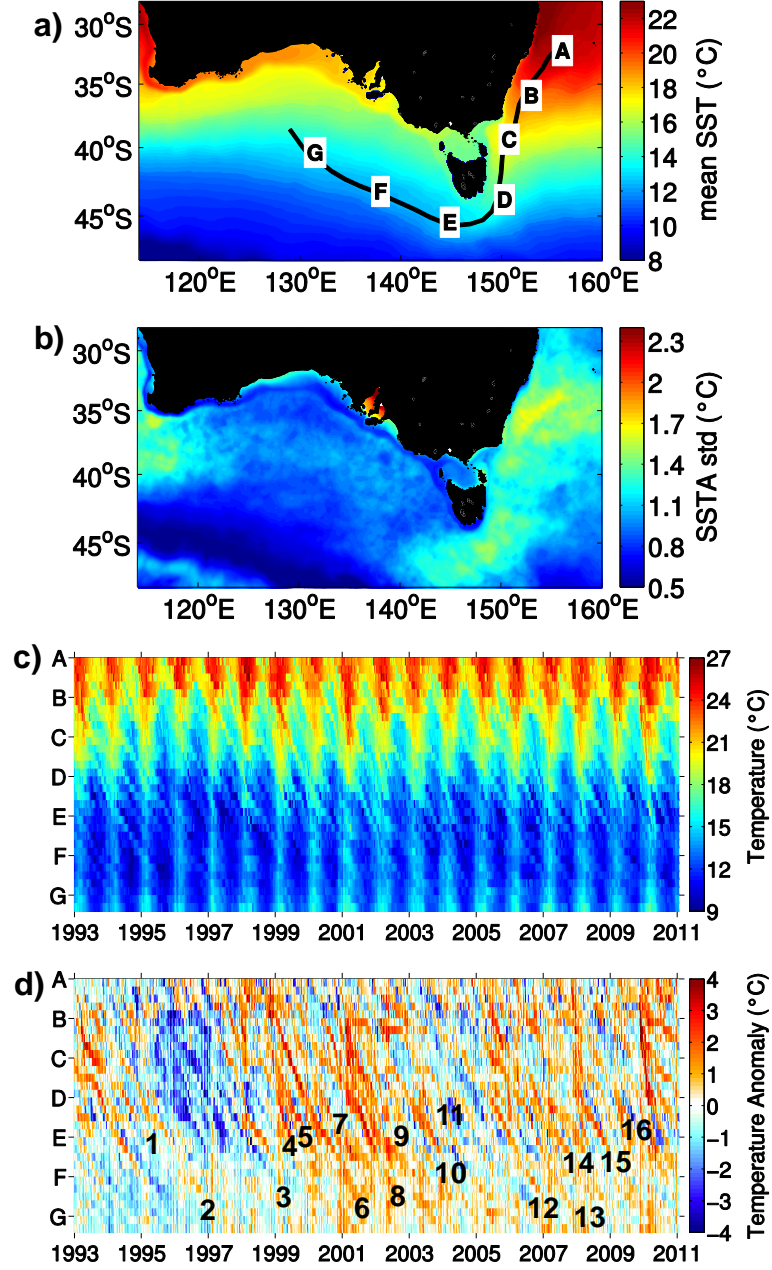 a)
30°S
35°S
40°S
45°S
120°E 130°E 140°E 150°E 160°E
A
B
C
D
E
F
G
22
20
18
16
14
12
10
8
mean SST (°C)
b)
30°S
35°S
40°S
45°S
120°E 130°E 140°E 150°E 160°E
2.3
2
1.7
1.4
1.1
0.8
0.5
SSTA std (°C)
c)
A
B
C
D
E
F
G
1993 1995 1997 1999 2001 2003 2005 2007 2009 2011
27
24
21
18
15
12
9
Temperature (°C)
d)
A
B
C
D
E
F
G
1993 1995 1997 1999 2001 2003 2005 2007 2009 2011
1
2
3
4
5
6
7
8
9
10
11
12
13
14
15
16
4
3
2
1
0
−1
−2
−3
−4
Temperature Anomaly (°C)